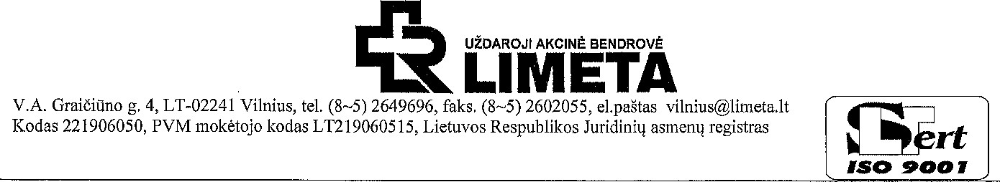 UŽDAROJI AKCINĖ BENDROVĖ
LIMETA
V.A. Graičiūno g. 4, LT-02241 Vilnius, tel. (8~5) 2649696, faks. (8~5) 2602055, el.paštas vilnius@limeta.lt
Kodas 221906050, PVM mokėtojo kodas LT219060515, Lietuvos Respublikos Juridinių asmenų registras
LT Sert
ISO 9001